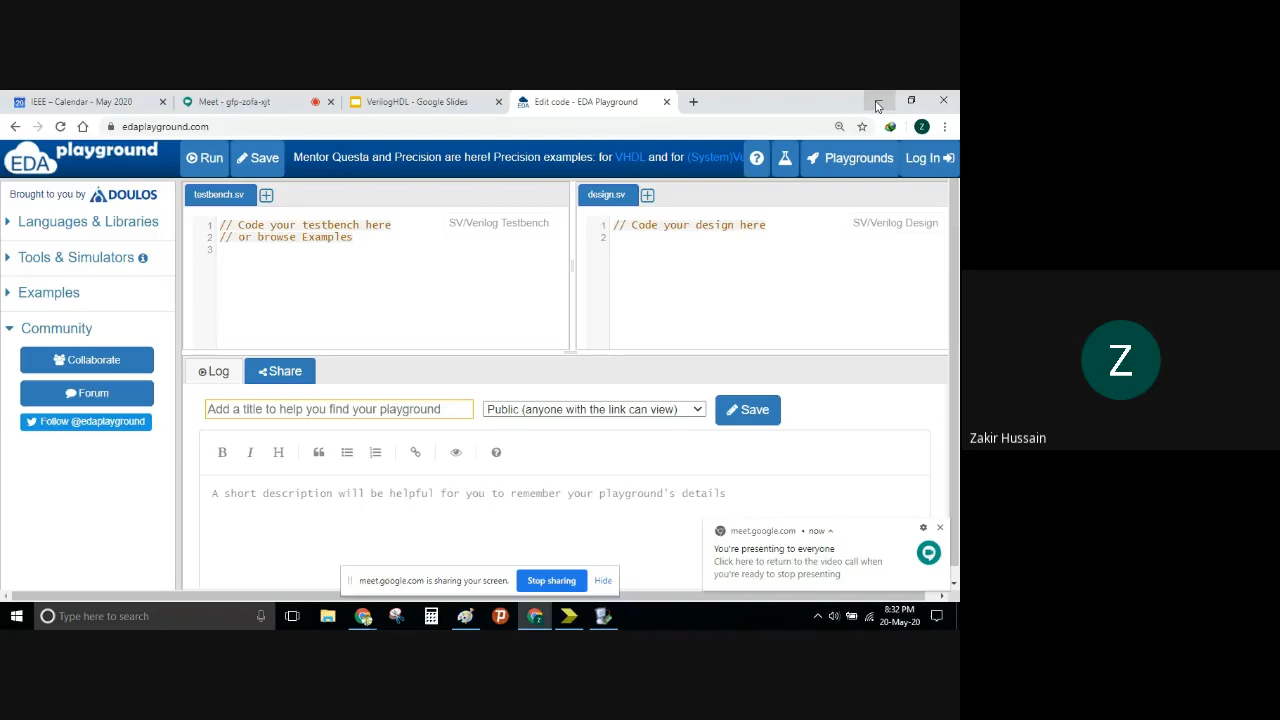 IEEE – Calendar - May 2020
Meet - gfp-zofa-xjt
VerilogHDL - Google Slides
Edit code - EDA Playground
edaplayground.com
Z
EDA playground
Run
Save
Mentor Questa and Precision are here! Precision examples: for VHDL and for (System)Ve
Playgrounds
Log In
Brought to you by DOULOS
Languages & Libraries
Tools & Simulators
Examples
Community
Collaborate
Forum
Follow @edaplayground
testbench.sv
1 // Code your testbench here
2 // or browse Examples
3
SV/Verilog Testbench
design.sv
1 // Code your design here
2
SV/Verilog Design
Log
Share
Add a title to help you find your playground
Public (anyone with the link can view)
Save
B I H
A short description will be helpful for you to remember your playground's details
meet.google.com • now
You're presenting to everyone
Click here to return to the video call when
you're ready to stop presenting
meet.google.com is sharing your screen.
Stop sharing
Hide
Type here to search
8:32 PM
20-May-20
Z
Zakir Hussain